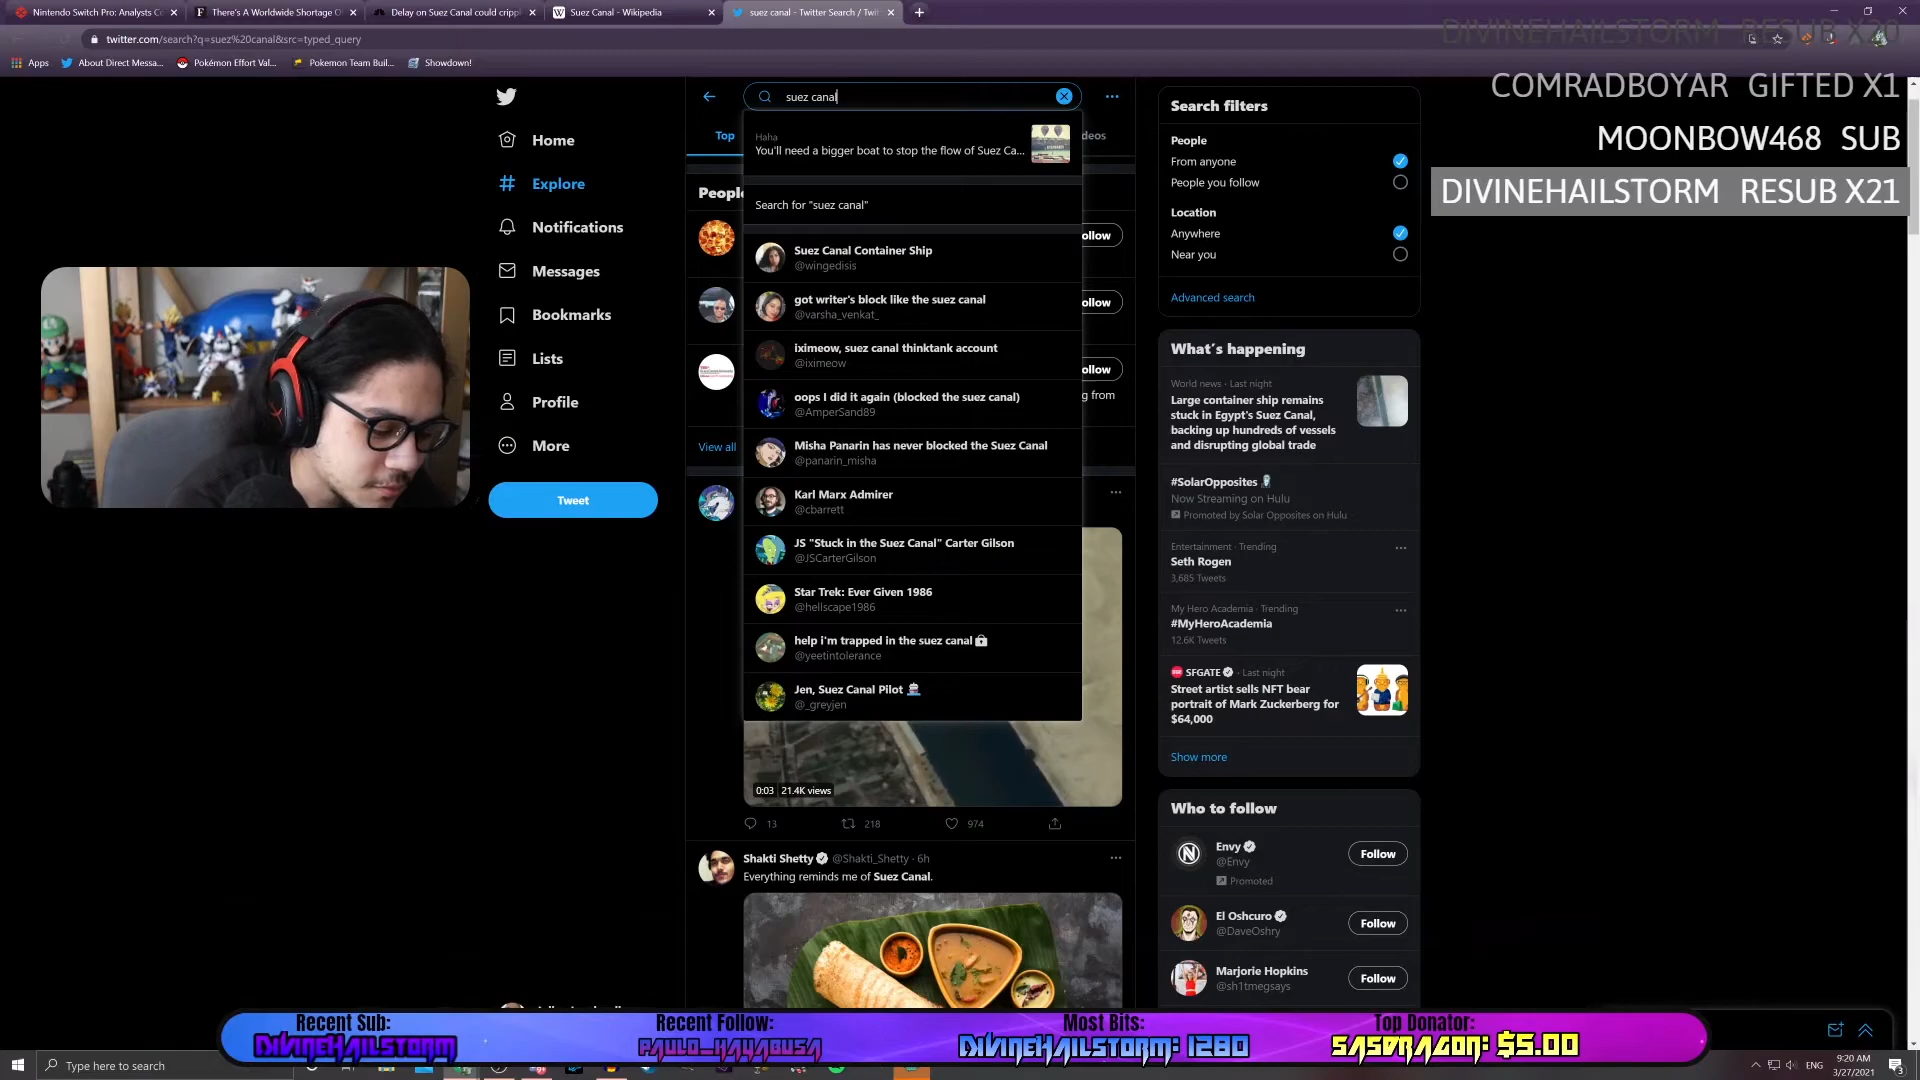 Nintendo Switch Pro: Analysts Co
There's A Worldwide Shortage O
Delay on Suez Canal could crippl
Suez Canal - Wikipedia
suez canal - Twitter Search / Twit
twitter.com/search?q=suez%20canal&src=typed_query
Apps
About Direct Messa...
Pokémon Effort Val...
Pokemon Team Buil...
Showdown!
DIVINEHAILSTORM RESUB X20
COMRADBOYAR GIFTED X1
MOONBOW468 SUB
DIVINEHAILSTORM RESUB X21
Home
Explore
Notifications
Messages
Bookmarks
Lists
Profile
More
Tweet
suez canal
Top
deos
Haha
You'll need a bigger boat to stop the flow of Suez Ca...
People
Search for "suez canal"
ollow
Suez Canal Container Ship
@wingedisis
got writer's block like the suez canal
@varsha_venkat_
ollow
iximeow, suez canal thinktank account
@iximeow
ollow
g from
oops I did it again (blocked the suez canal)
@AmperSand89
View all
Misha Panarin has never blocked the Suez Canal
@panarin_misha
Karl Marx Admirer
@cbarrett
JS "Stuck in the Suez Canal" Carter Gilson
@JSCarterGilson
Star Trek: Ever Given 1986
@hellscape1986
help i'm trapped in the suez canal
@yeetintolerance
Jen, Suez Canal Pilot
@_greyjen
0:03 21.4K views
13 218 974
Shakti Shetty @Shakti_Shetty · 6h
Everything reminds me of Suez Canal.
Search filters
People
From anyone
People you follow
Location
Anywhere
Near you
Advanced search
What's happening
World news · Last night
Large container ship remains
stuck in Egypt's Suez Canal,
backing up hundreds of vessels
and disrupting global trade
#SolarOpposites
Now Streaming on Hulu
Promoted by Solar Opposites on Hulu
Entertainment · Trending
Seth Rogen
3,685 Tweets
My Hero Academia · Trending
#MyHeroAcademia
12.6K Tweets
SFGATE · Last night
Street artist sells NFT bear
portrait of Mark Zuckerberg for
$64,000
Show more
Who to follow
Envy
@Envy
Promoted
Follow
El Oshcuro
@DaveOshry
Follow
Marjorie Hopkins
@sh1tmegsays
Follow
Recent Sub:
DivineHailstorm
Recent Follow:
Paulo_Hayabusa
Most Bits:
DivineHailstorm: 1280
Top Donator:
SASDragon: $5.00
Type here to search
ENG
9:20 AM
3/27/2021
3